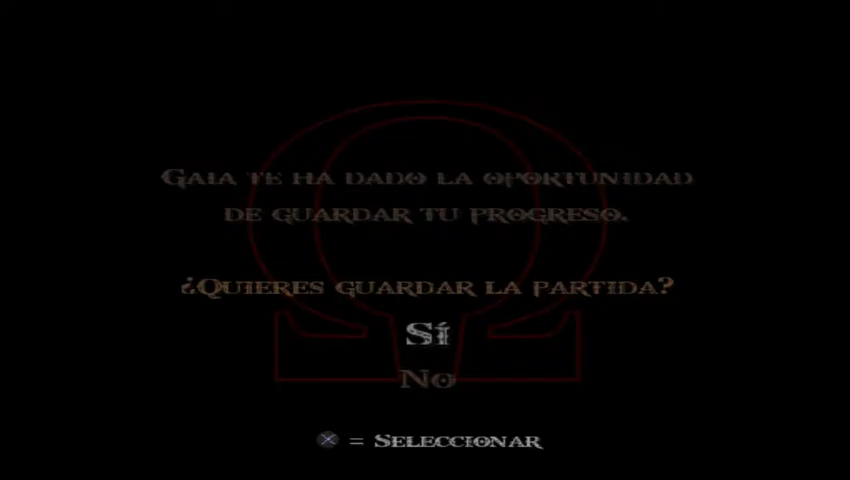 Gaia te ha dado la oportunidad
de guardar tu progreso.
¿Quieres guardar la partida?
Sí
No
= Seleccionar